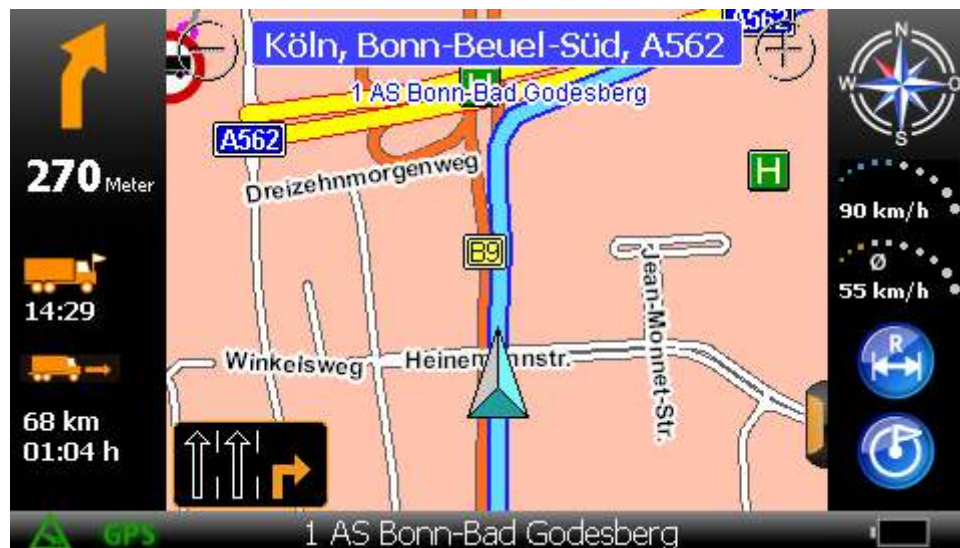 Köln, Bonn-Beuel-Süd, A562
A562
1 AS Bonn-Bad Godesberg
H
A562
Dreizehnmorgenweg
H
B9
Jean-Monnet-Str.
Winkelsweg
270 Meter
14:29
68 km
01:04 h
N
W
O
S
90 km/h
Ø
55 km/h
R
GPS
1 AS Bonn-Bad Godesberg